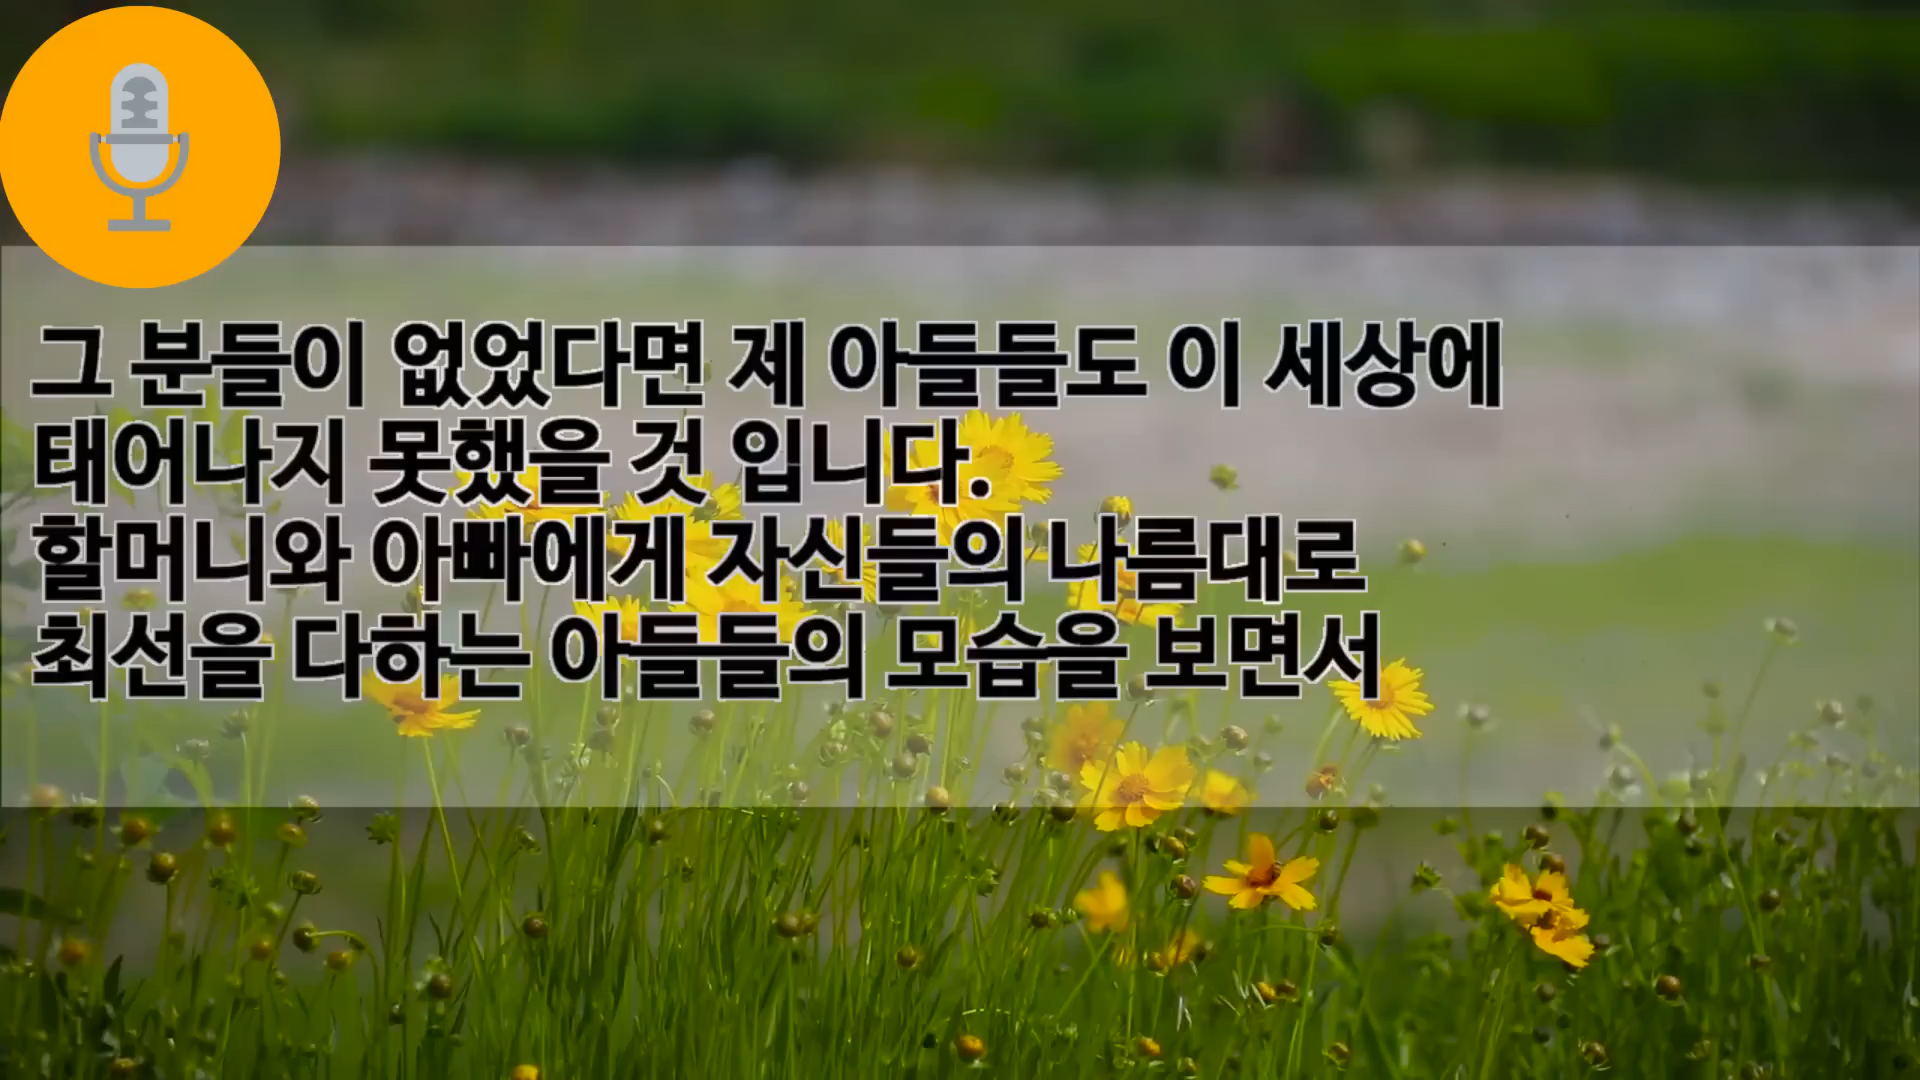 그 분들이 없었다면 제 아들들도 이 세상에
태어나지 못했을 것 입니다.
할머니와 아빠에게 자신들의 나름대로
최선을 다하는 아들들의 모습을 보면서